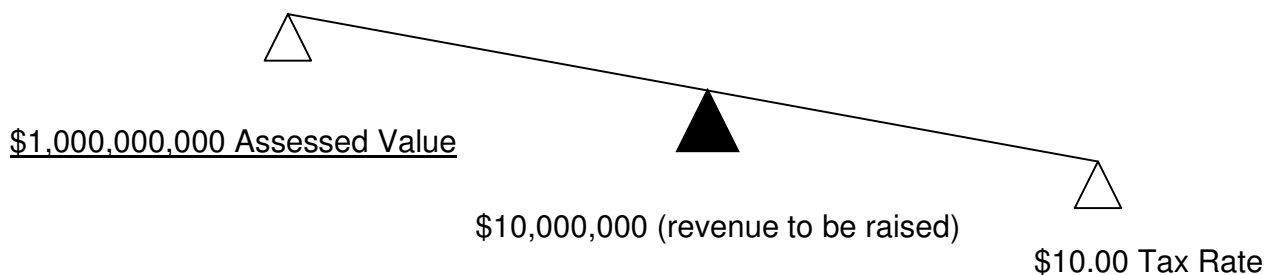 $1,000,000,000 Assessed Value
$10,000,000 (revenue to be raised)
$10.00 Tax Rate